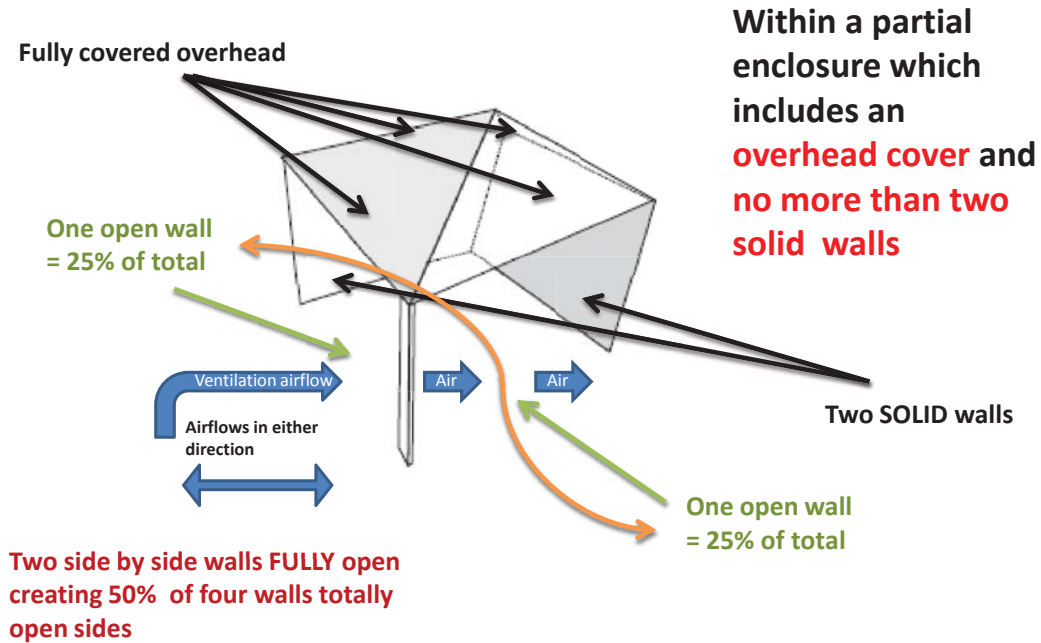 Fully covered overhead
Within a partial
enclosure which
includes an
overhead cover and
no more than two
solid walls
One open wall
= 25% of total
Ventilation airflow
Air
Air
Airflows in either
direction
Two SOLID walls
One open wall
= 25% of total
Two side by side walls FULLY open
creating 50% of four walls totally
open sides